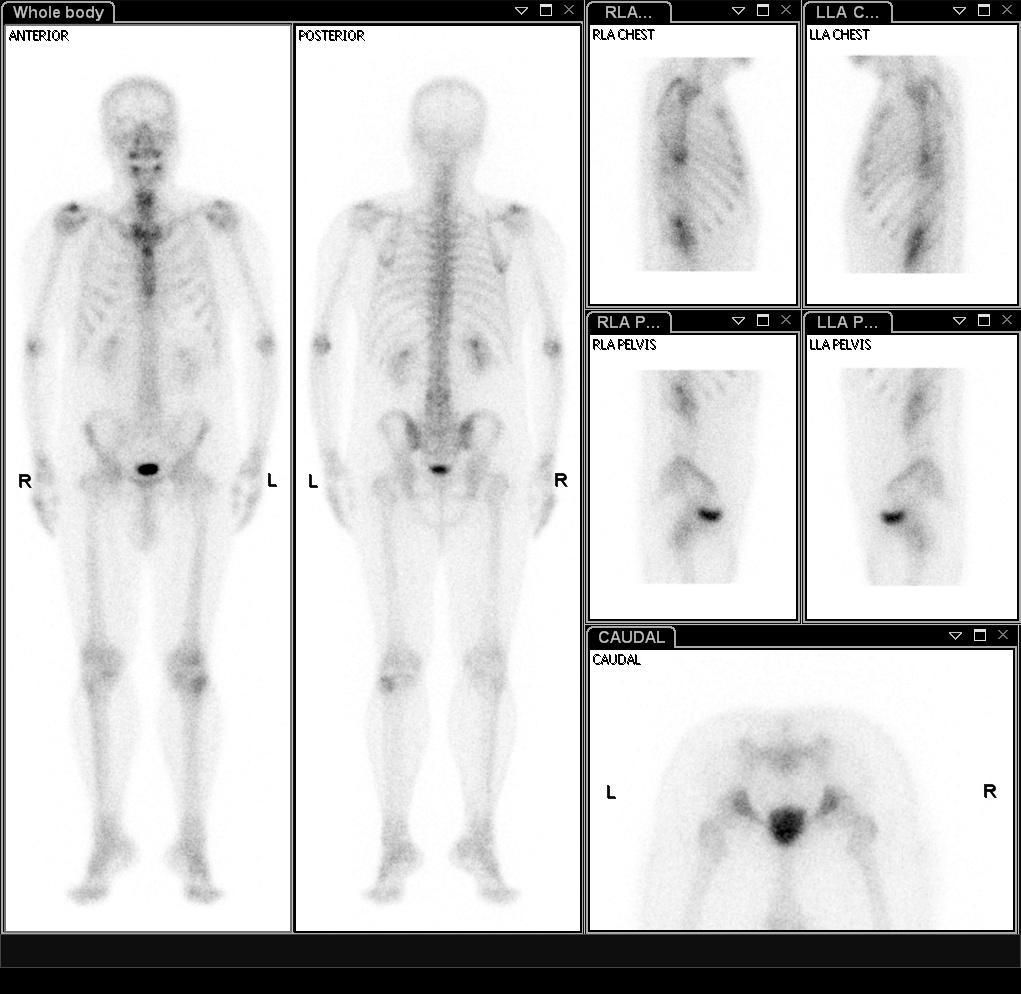 Whole body
ANTERIOR
POSTERIOR
R
L
L
R
RLA...
RLA CHEST
LLA C...
LLA CHEST
RLA P...
RLA PELVIS
LLA P...
LLA PELVIS
CAUDAL
CAUDAL
L
R